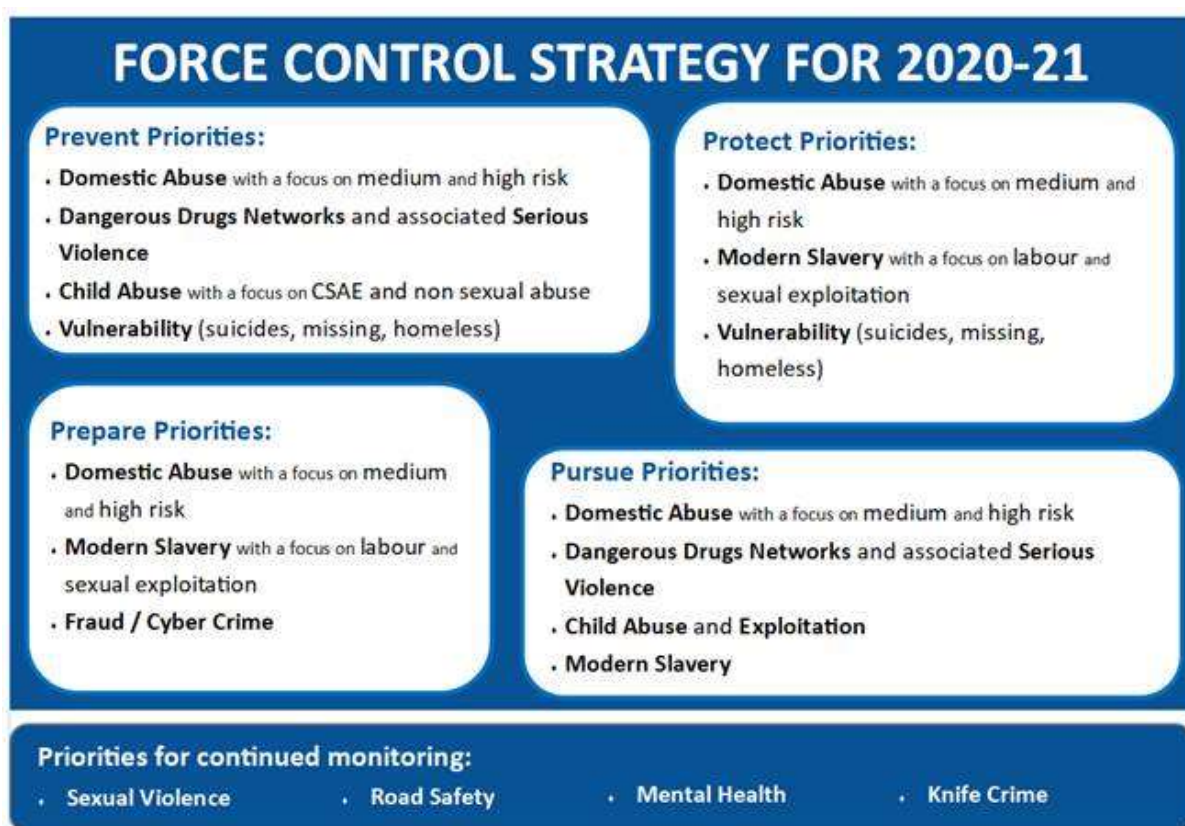 FORCE CONTROL STRATEGY FOR 2020-21
Prevent Priorities:
• Domestic Abuse with a focus on medium and high risk
• Dangerous Drugs Networks and associated Serious
Violence
• Child Abuse with a focus on CSAE and non sexual abuse
• Vulnerability (suicides, missing, homeless)
Protect Priorities:
• Domestic Abuse with a focus on medium and
high risk
• Modern Slavery with a focus on labour and
sexual exploitation
• Vulnerability (suicides, missing,
homeless)
Prepare Priorities:
• Domestic Abuse with a focus on medium
and high risk
• Modern Slavery with a focus on labour and
sexual exploitation
• Fraud / Cyber Crime
Pursue Priorities:
• Domestic Abuse with a focus on medium and high risk
• Dangerous Drugs Networks and associated Serious
Violence
• Child Abuse and Exploitation
• Modern Slavery
Priorities for continued monitoring:
• Sexual Violence • Road Safety • Mental Health • Knife Crime